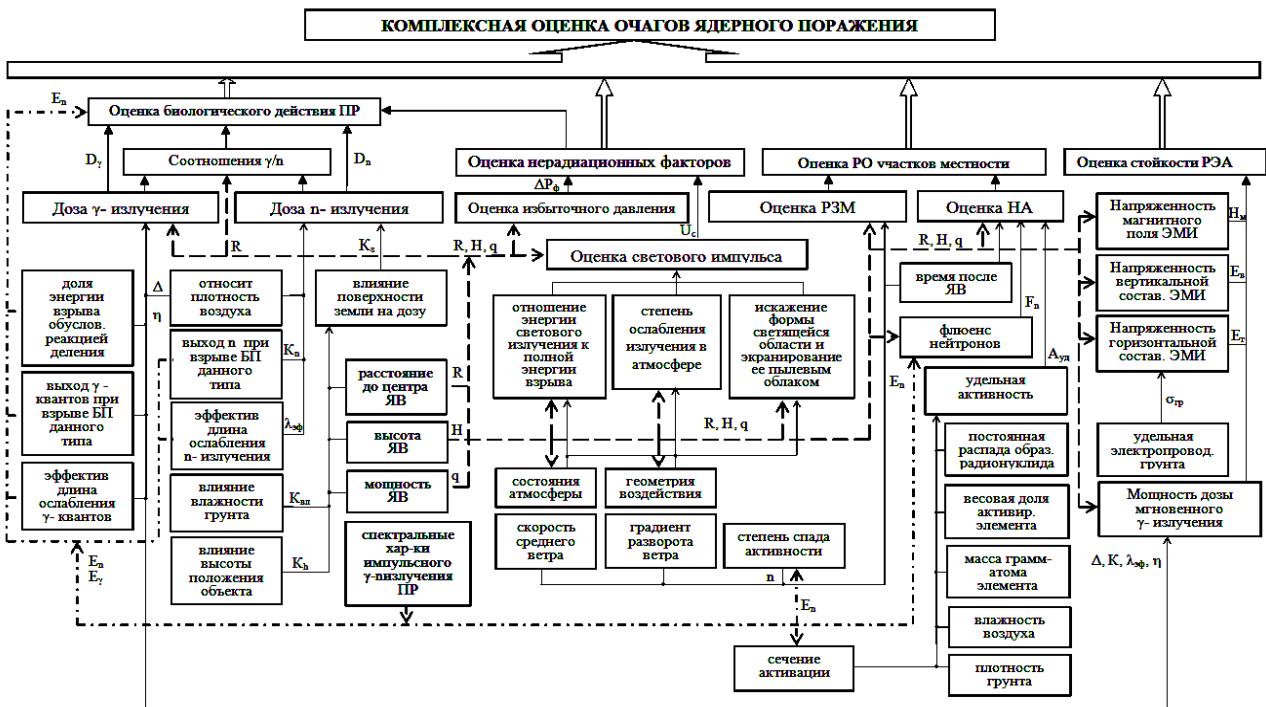 КОМПЛЕКСНАЯ ОЦЕНКА ОЧАГОВ ЯДЕРНОГО ПОРАЖЕНИЯ
Eп
Оценка биологического действия ПР
Dγ
Соотношения γ/n
Dп
Оценка нерадиационных факторов
Оценка РО участков местности
Оценка стойкости РЭА
ΔPф
Доза γ- излучения
Доза n- излучения
Оценка избыточного давления
Оценка РЗМ
Оценка НА
Напряженность
магнитного
поля ЭМИ
Hм
R
Ks
R, H, q
Uс
R, H, q
Оценка светового импульса
доля
энергии
взрыва
обуслов.
реакцией
деления
Δ
η
относит
плотность
воздуха
влияние
поверхности
земли на дозу
время после
ЯВ
Напряженность
вертикальной
состав. ЭМИ
Eв
отношение
энергии
светового
излучения к
полной
энергии
взрыва
степень
ослабления
излучения в
атмосфере
искажение
формы
светящейся
области и
экранирование
ее пылевым
облаком
Fп
флюенс
нейтронов
Напряженность
горизонтальной
состав. ЭМИ
Eг
выход n при
взрыве БП
данного
типа
Kп
Aуд
выход γ -
квантов при
взрыве БП
данного
типа
расстояние
до центра
ЯВ
R
Eп
удельная
активность
σгр
эффектив
длина
ослабления
n- излучения
λэф
высота
ЯВ
H
R, H, q
постоянная
распада образ.
радионуклида
удельная
электропровод.
грунта
эффектив
длина
ослабления
γ- квантов
влияние
влажности
грунта
Kвл
мощность
ЯВ
q
состояния
атмосферы
геометрия
воздействия
весовая доля
активир.
элемента
Мощность дозы
мгновенного
γ- излучения
влияние
высоты
положения
объекта
Kh
спектральные
хар-ки
импульсного
γ-nизлучения
ПР
скорость
среднего
ветра
градиент
разворота
ветра
степень спада
активности
n
масса грамм-
атома
элемента
Eп
Eγ
Δ, K, λэф, η
Eп
влажность
воздуха
сечение
активации
плотность
грунта